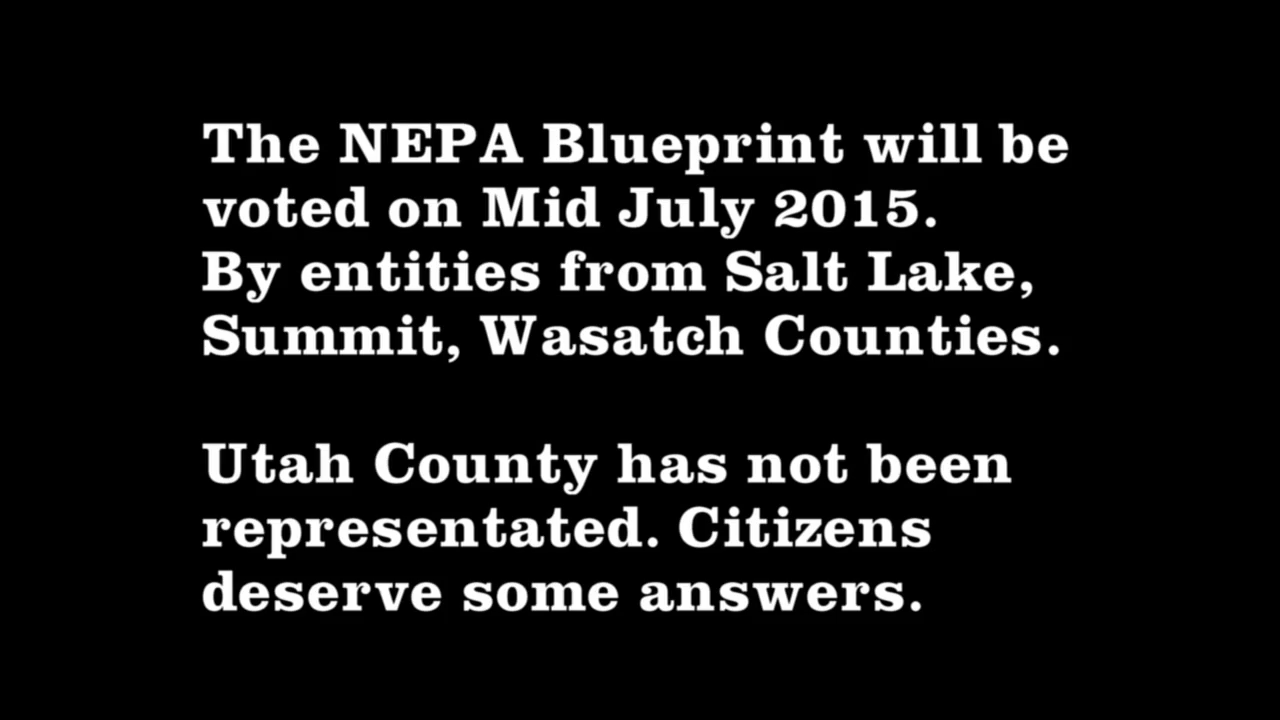 The NEPA Blueprint will be
voted on Mid July 2015.
By entities from Salt Lake,
Summit, Wasatch Counties.
Utah County has not been
representated. Citizens
deserve some answers.